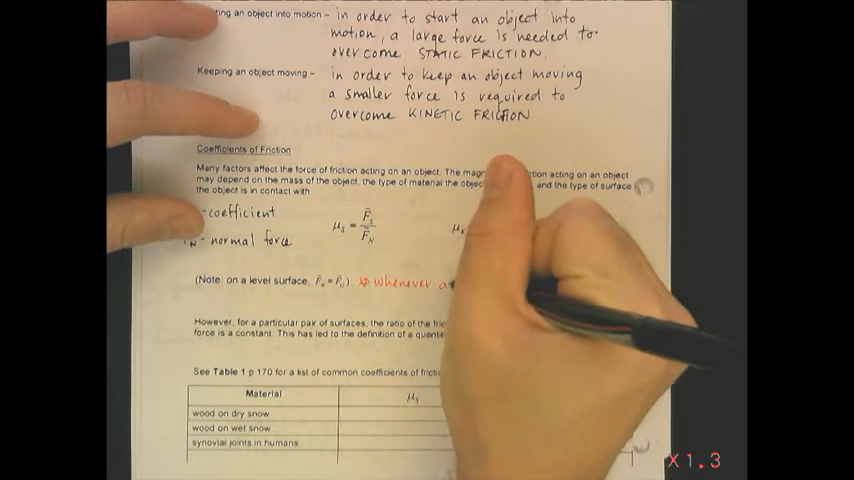 ting an object into motion – in order to start an object into
motion, a large force is needed to
overcome STATIC FRICTION.
Keeping an object moving – in order to keep an object moving
a smaller force is required to
overcome KINETIC FRICTION
Coefficients of Friction
Many factors affect the force of friction acting on an object. The magn tion acting on an object
may depend on the mass of the object, the type of material the objec and the type of surface
the object is in contact with.
-coefficient μS = F̄S / F̄N μK
N - normal force
(Note: on a level surface, F̄N = F̄G) * whenever a
However, for a particular pair of surfaces, the ratio of the fric
force is a constant. This has led to the definition of a quanti
See Table 1 p 170 for a list of common coefficients of fricti
Material μS
wood on dry snow
wood on wet snow
synovial joints in humans
X1.3